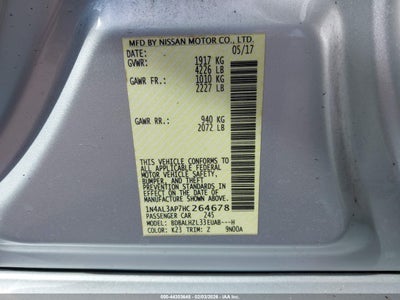 MFD BY NISSAN MOTOR CO., LTD.
DATE: 05/17
GVWR: 1917 KG
4226 LB
GAWR FR: 1010 KG
2227 LB
GAWR RR: 940 KG
2072 LB
THIS VEHICLE CONFORMS TO
ALL APPLICABLE FEDERAL
MOTOR VEHICLE SAFETY,
BUMPER, AND THEFT
PREVENTION STANDARDS IN
EFFECT ON THE DATE OF
MANUFACTURE SHOWN ABOVE.
1N4AL3AP7HC264678
PASSENGER CAR 24S
MODEL: BDBALHZL33EUAB---H
COLOR: K23 TRIM: Z 9N00A